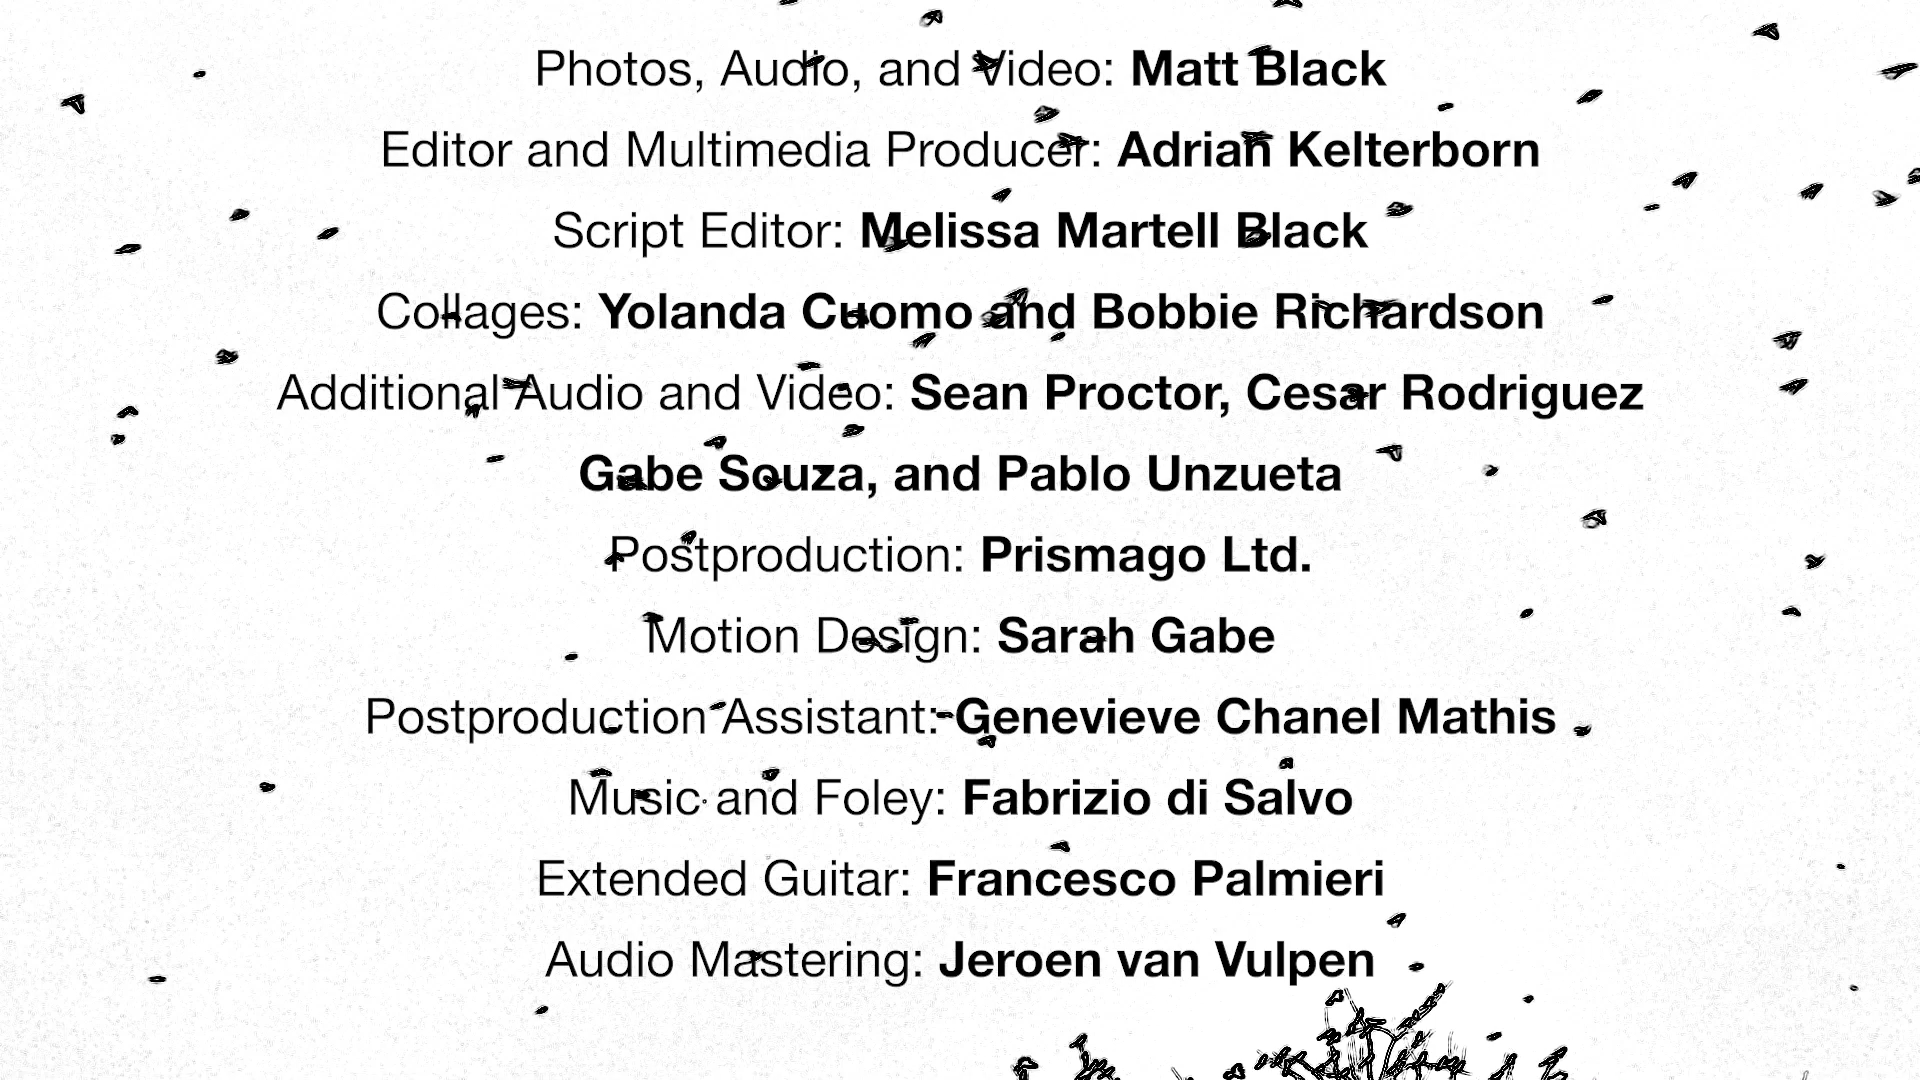 Photos, Audio, and Video: Matt Black
Editor and Multimedia Producer: Adrian Kelterborn
Script Editor: Melissa Martell Black
Collages: Yolanda Cuomo and Bobbie Richardson
Additional Audio and Video: Sean Proctor, Cesar Rodriguez
Gabe Souza, and Pablo Unzueta
Postproduction: Prismago Ltd.
Motion Design: Sarah Gabe
Postproduction Assistant: Genevieve Chanel Mathis
Music and Foley: Fabrizio di Salvo
Extended Guitar: Francesco Palmieri
Audio Mastering: Jeroen van Vulpen